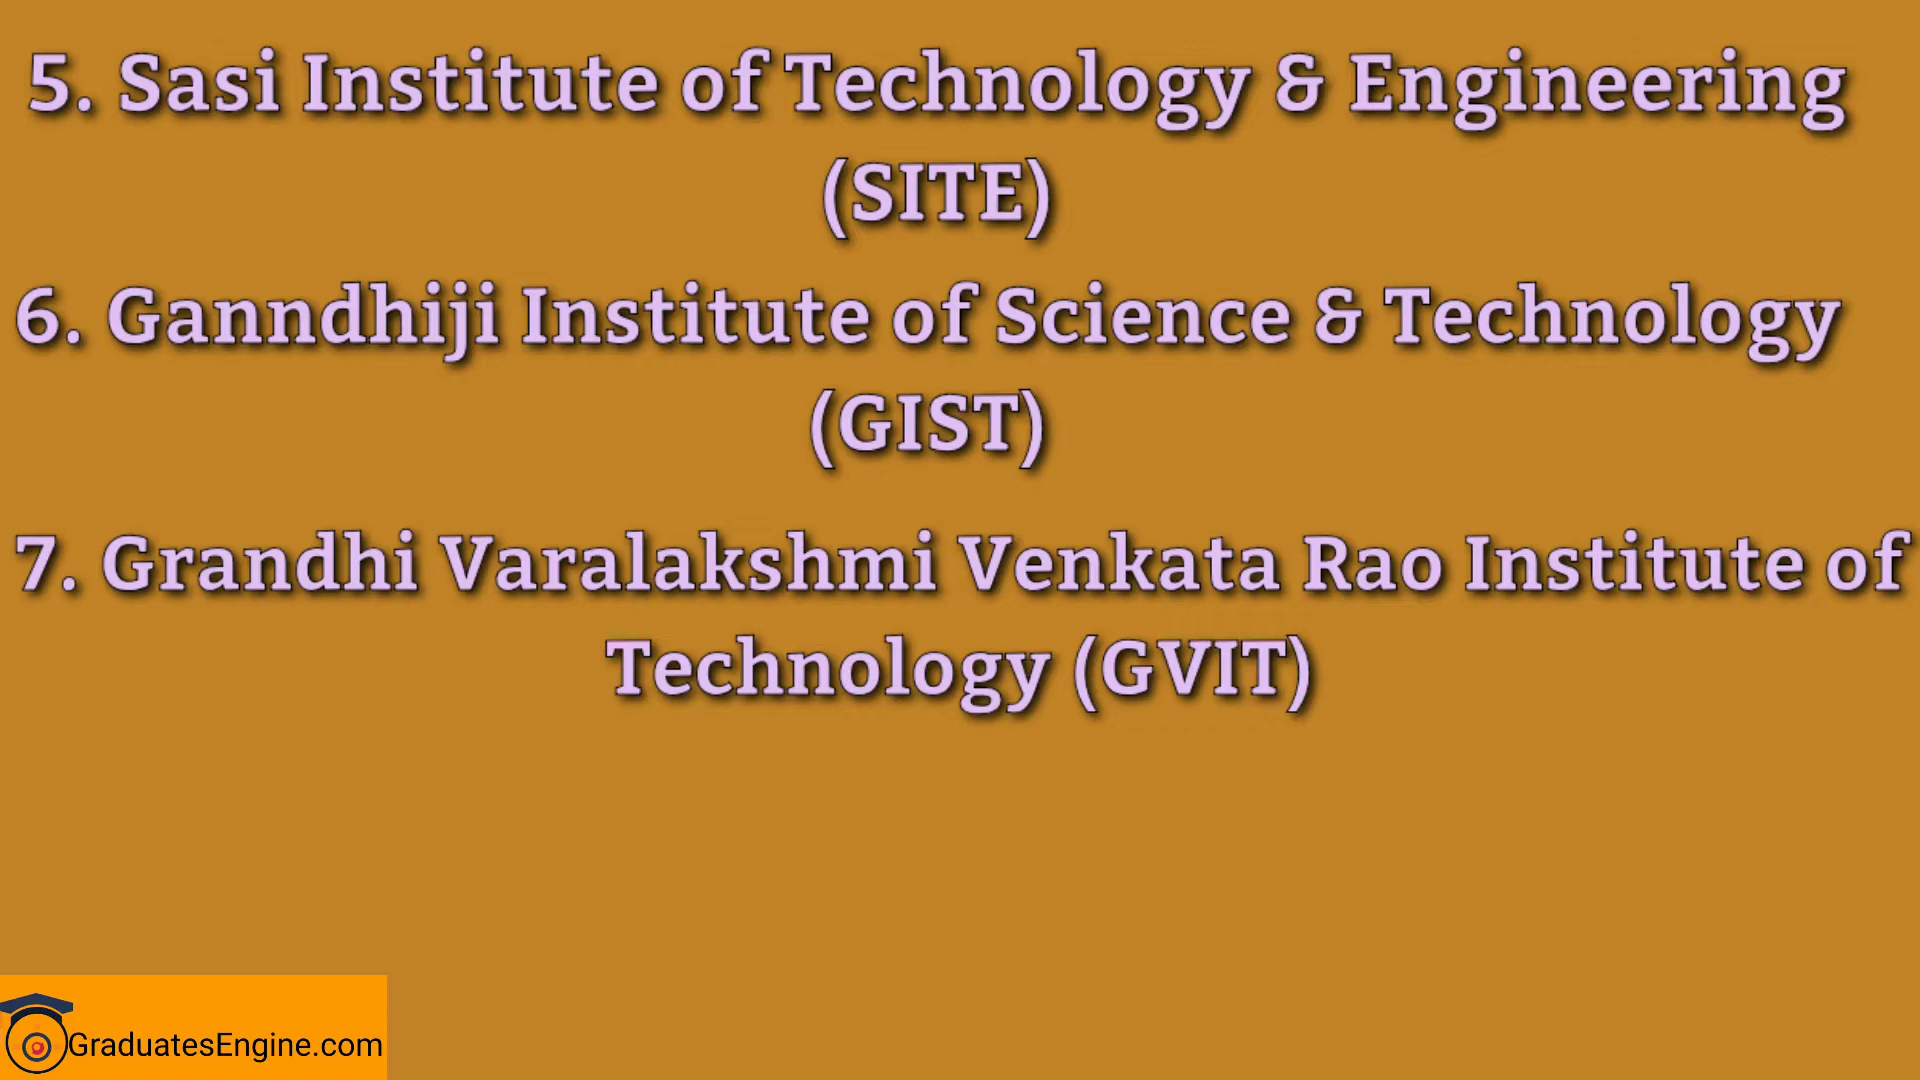 5. Sasi Institute of Technology & Engineering
(SITE)
6. Ganndhiji Institute of Science & Technology
(GIST)
7. Grandhi Varalakshmi Venkata Rao Institute of
Technology (GVIT)
GraduatesEngine.com